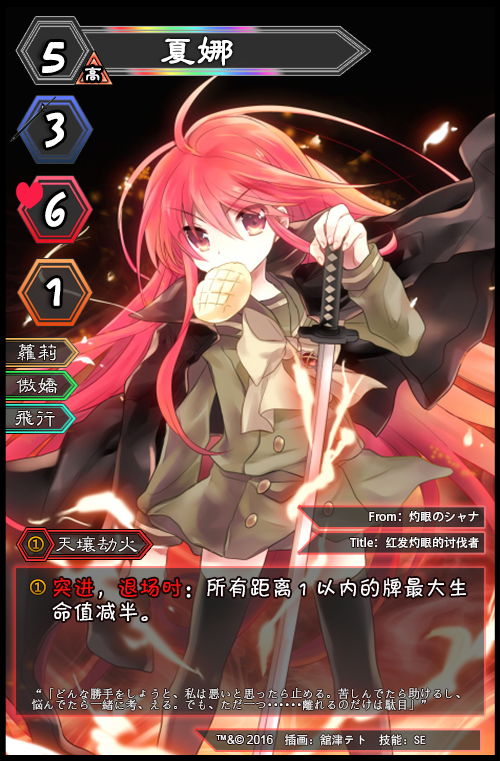 5 高 夏娜
3
6
1
蘿莉
傲嬌
飛行
From：灼眼のシャナ
① 天壤劫火
Title：红发灼眼的讨伐者
① 突进，退场时：所有距离1以内的牌最大生
命值减半。
“「どんな勝手をしようと、私は悪いと思ったら止める。苦しんでたら助けるし、
悩んでたら一緒に考、える。でも、ただ一つ・・・・・・離れるのだけは駄目」”
™&© 2016 插画：舘津テト 技能：SE